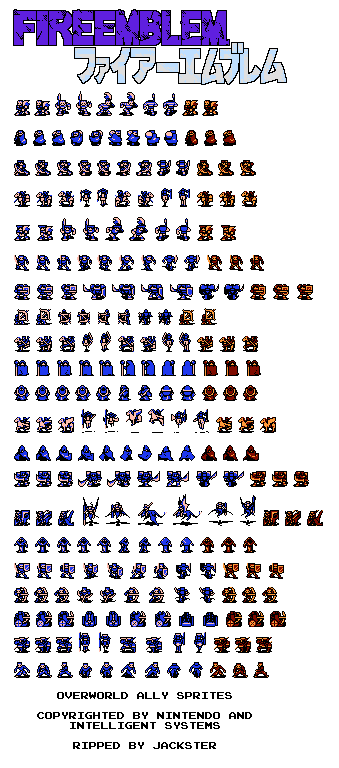 FIREEMBLEM
ファイアーエムブレム
OVERWORLD ALLY SPRITES
COPYRIGHTED BY NINTENDO AND
INTELLIGENT SYSTEMS
RIPPED BY JACKSTER